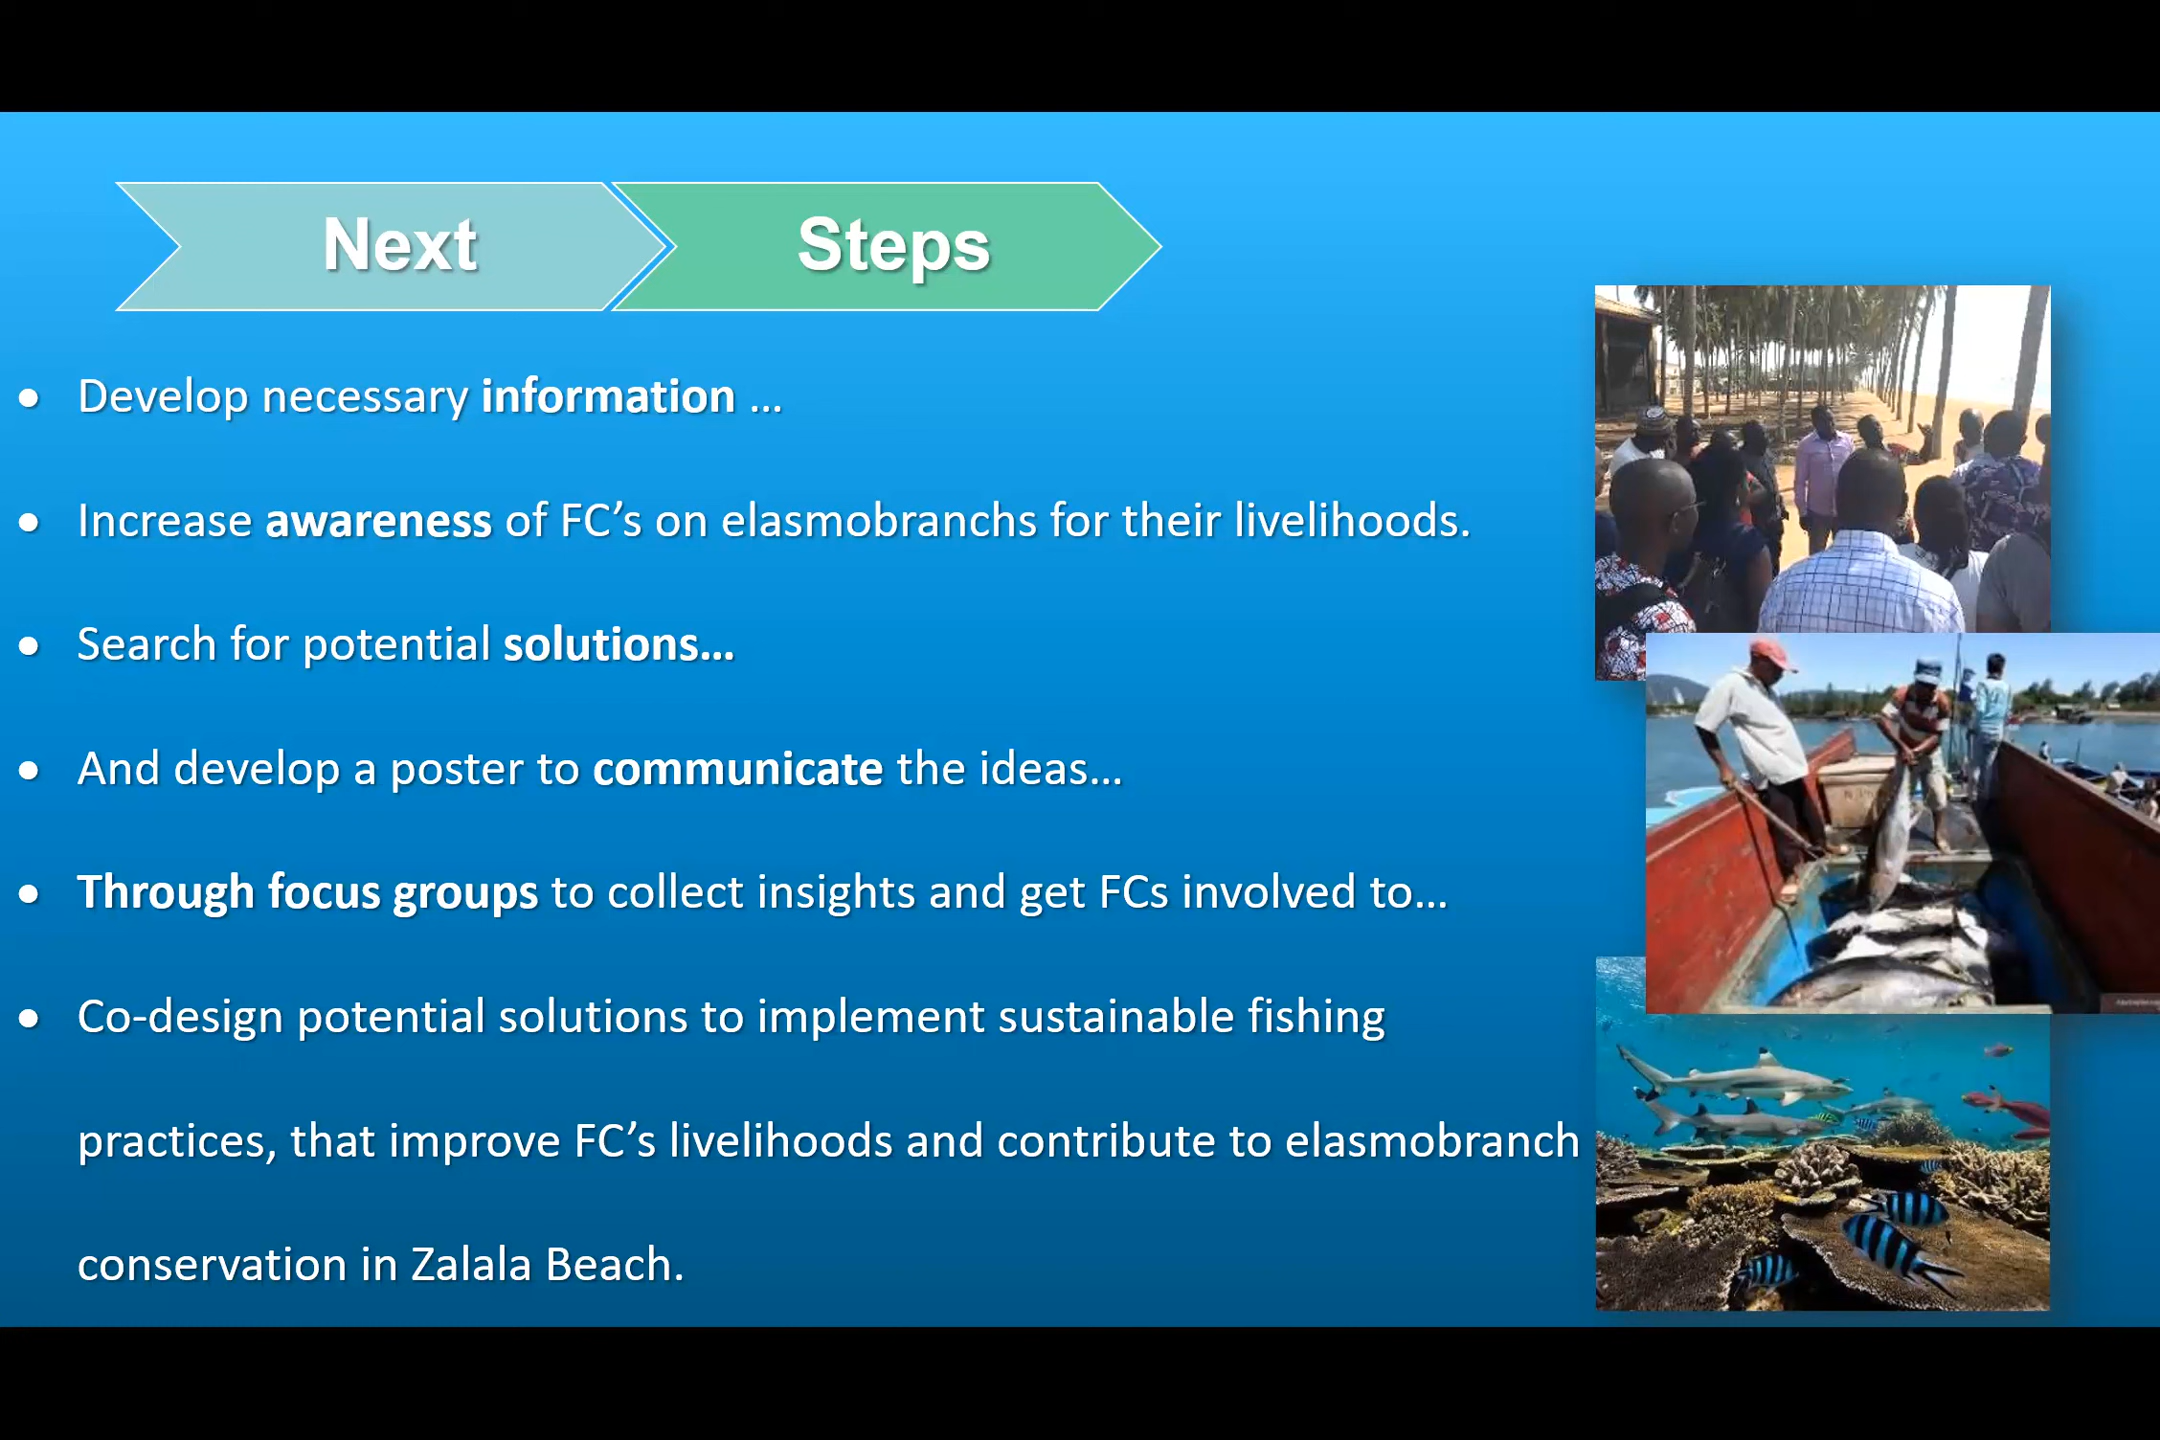 Next Steps
• Develop necessary information ...
• Increase awareness of FC’s on elasmobranchs for their livelihoods.
• Search for potential solutions...
• And develop a poster to communicate the ideas...
• Through focus groups to collect insights and get FCs involved to...
• Co-design potential solutions to implement sustainable fishing
practices, that improve FC’s livelihoods and contribute to elasmobranch
conservation in Zalala Beach.